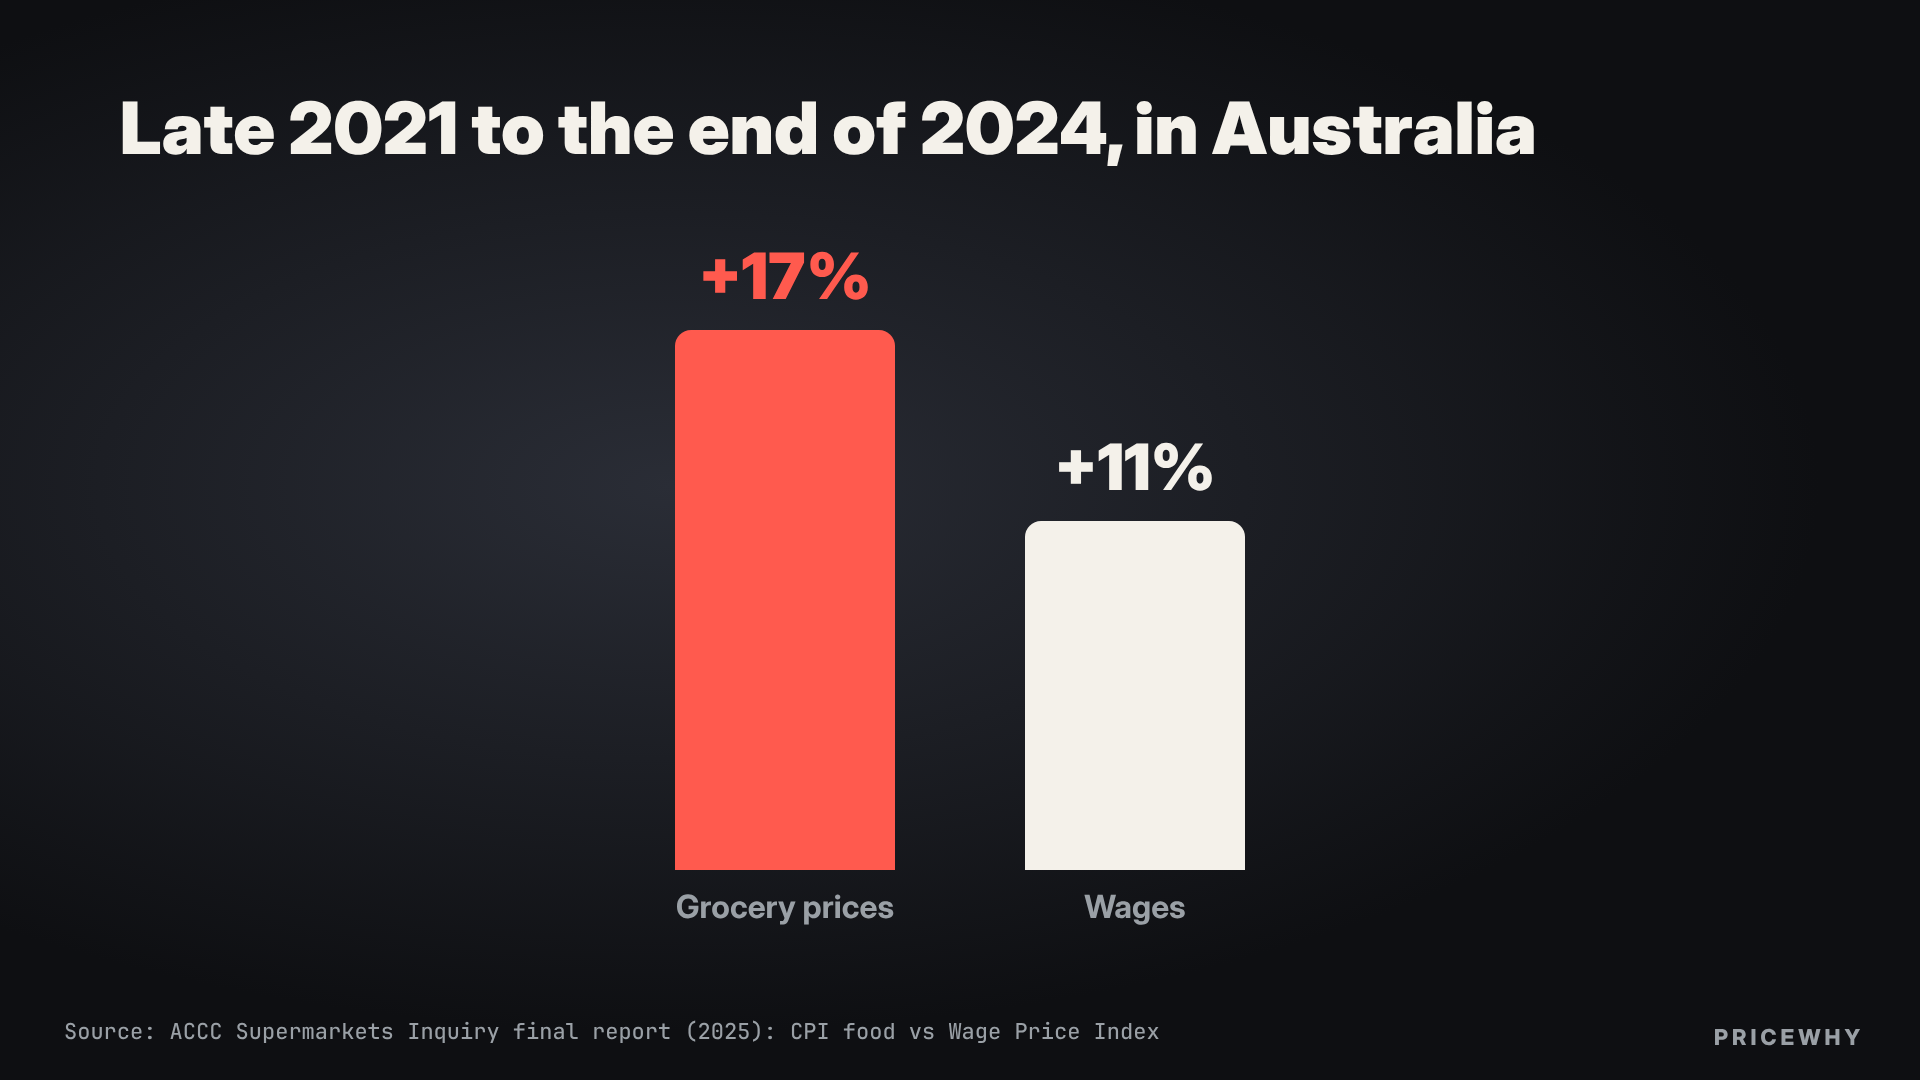 Late 2021 to the end of 2024, in Australia
+17%
+11%
Grocery prices
Wages
Source: ACCC Supermarkets Inquiry final report (2025): CPI food vs Wage Price Index
PRICEWHY